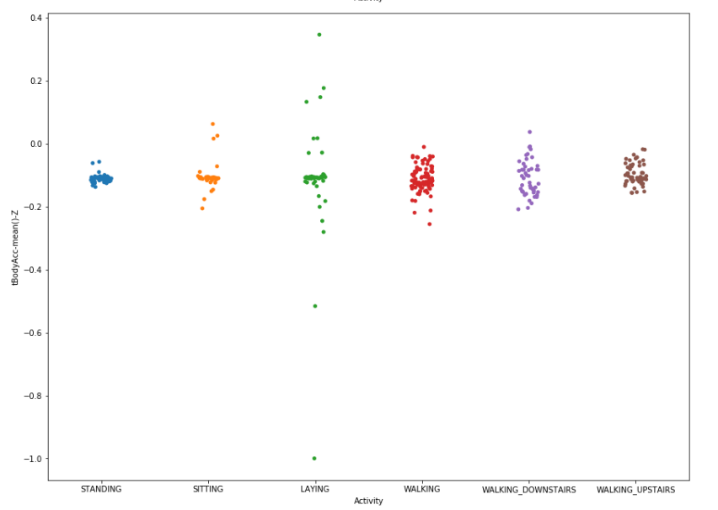 Activity
0.4
0.2
0.0
−0.2
−0.4
−0.6
−0.8
−1.0
tBodyAcc-mean()-Z
STANDING SITTING LAYING WALKING WALKING_DOWNSTAIRS WALKING_UPSTAIRS
Activity